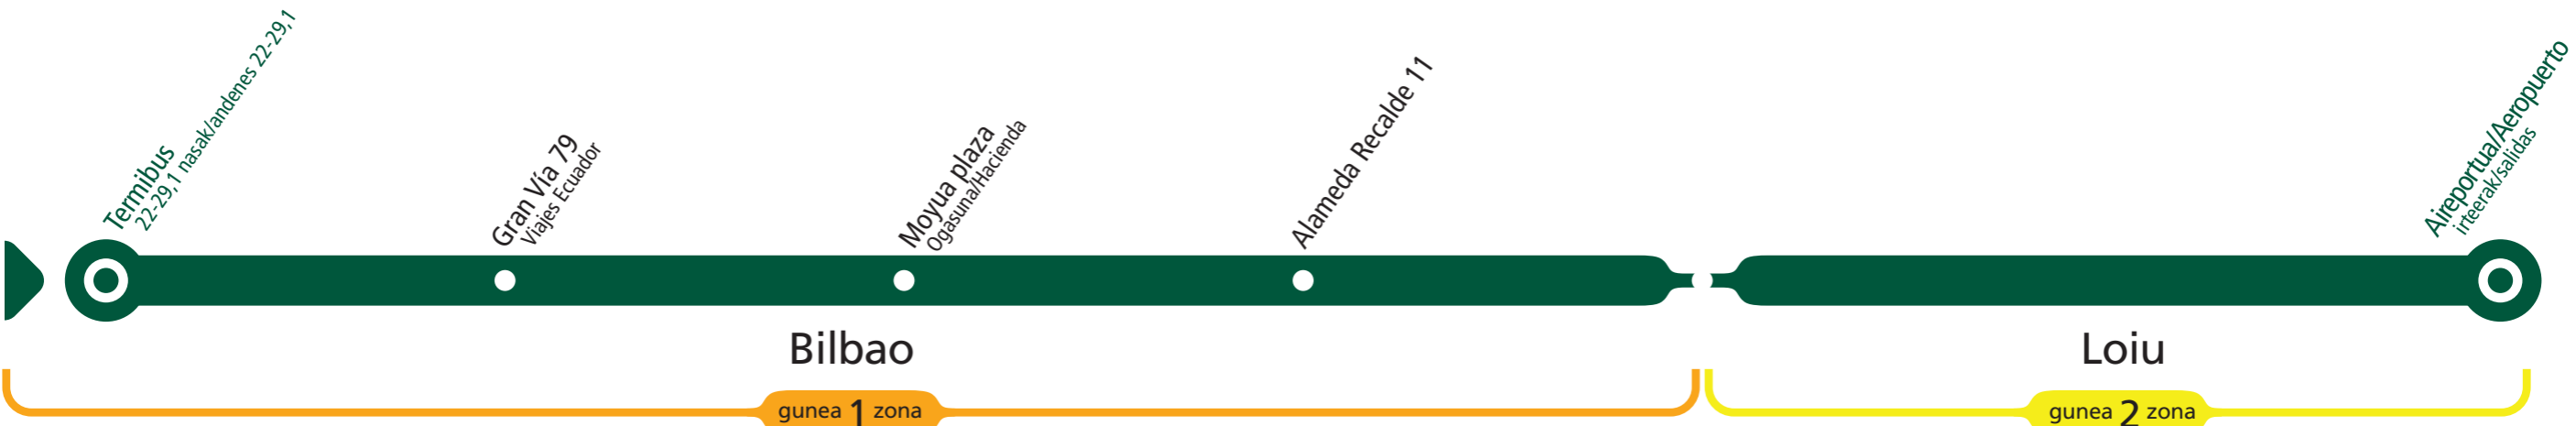 Termibus
22-29,1 nasak/andenes 22-29,1
Gran Vía 79
Viajes Ecuador
Moyua plaza
Ogasuna/Hacienda
Alameda Recalde 11
Aireportua/Aeropuerto
irteerak/salidas
Bilbao
Loiu
gunea 1 zona
gunea 2 zona